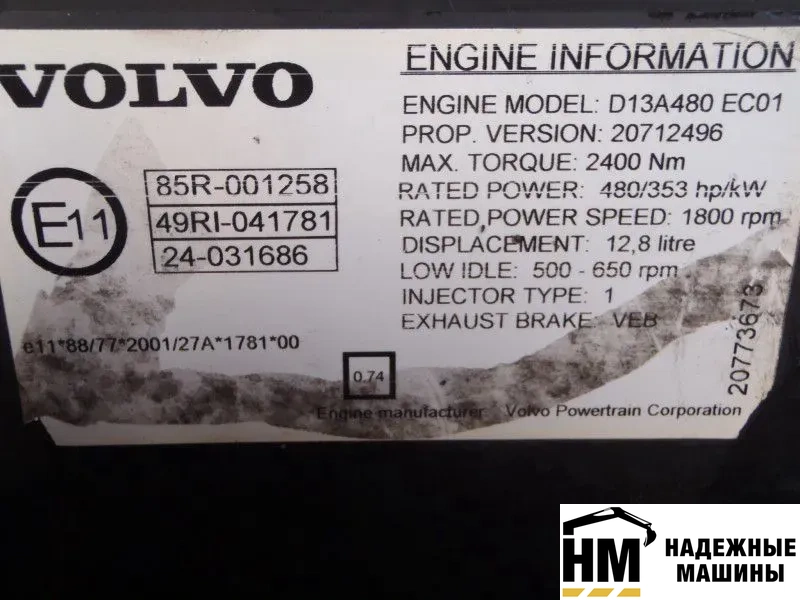 VOLVO
E11
85R-001258
49RI-041781
24-031686
e11*88/77*2001/27A*1781*00
0.74
ENGINE INFORMATION
ENGINE MODEL: D13A480 EC01
PROP. VERSION: 20712496
MAX. TORQUE: 2400 Nm
RATED POWER: 480/353 hp/kW
RATED POWER SPEED: 1800 rpm
DISPLACEMENT: 12,8 litre
LOW IDLE: 500 - 650 rpm
INJECTOR TYPE: 1
EXHAUST BRAKE: VEB
20773673
Engine manufacturer Volvo Powertrain Corporation
НМ
НАДЕЖНЫЕ
МАШИНЫ